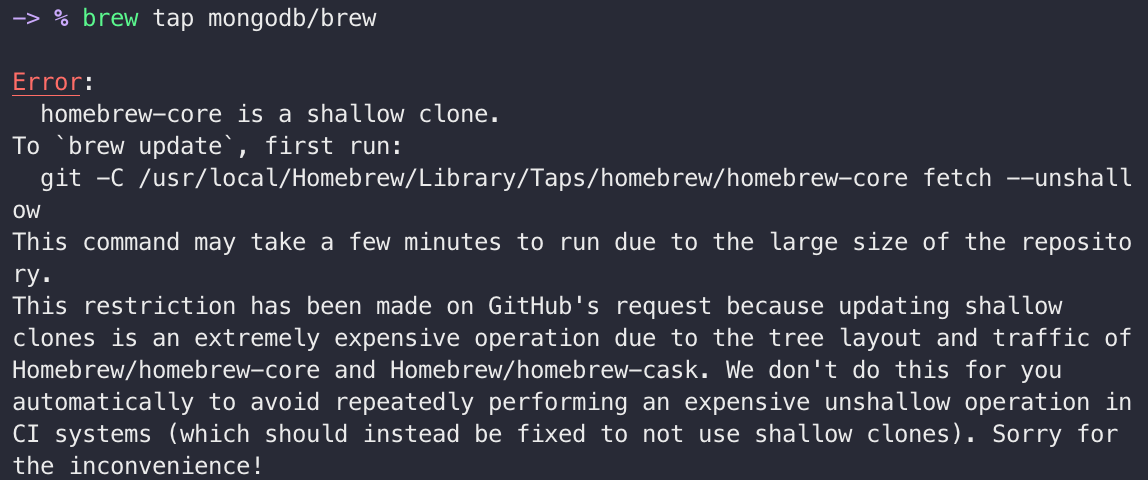 —> % brew tap mongodb/brew
Error:
homebrew-core is a shallow clone.
To `brew update`, first run:
git -C /usr/local/Homebrew/Library/Taps/homebrew/homebrew-core fetch --unshall
ow
This command may take a few minutes to run due to the large size of the reposito
ry.
This restriction has been made on GitHub's request because updating shallow
clones is an extremely expensive operation due to the tree layout and traffic of
Homebrew/homebrew-core and Homebrew/homebrew-cask. We don't do this for you
automatically to avoid repeatedly performing an expensive unshallow operation in
CI systems (which should instead be fixed to not use shallow clones). Sorry for
the inconvenience!